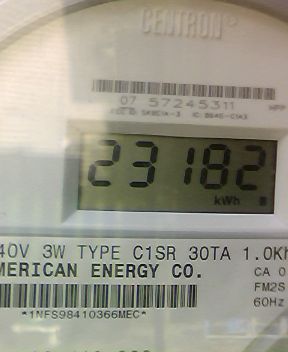 CENTRON®
07 57245311
23182
kWh
40V 3W TYPE C1SR 30TA 1.0Kh
MERICAN ENERGY CO.
CA 0
FM2S
60Hz
*1NFS98410366MEC*